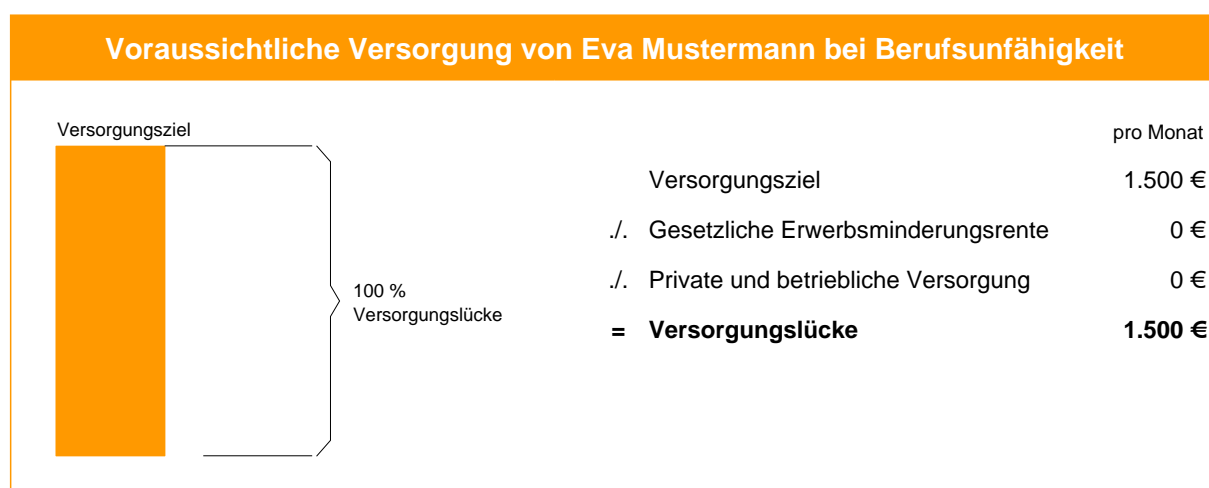 Voraussichtliche Versorgung von Eva Mustermann bei Berufsunfähigkeit
Versorgungsziel
100 %
Versorgungslücke
pro Monat
Versorgungsziel 1.500 €
./. Gesetzliche Erwerbsminderungsrente 0 €
./. Private und betriebliche Versorgung 0 €
= Versorgungslücke 1.500 €